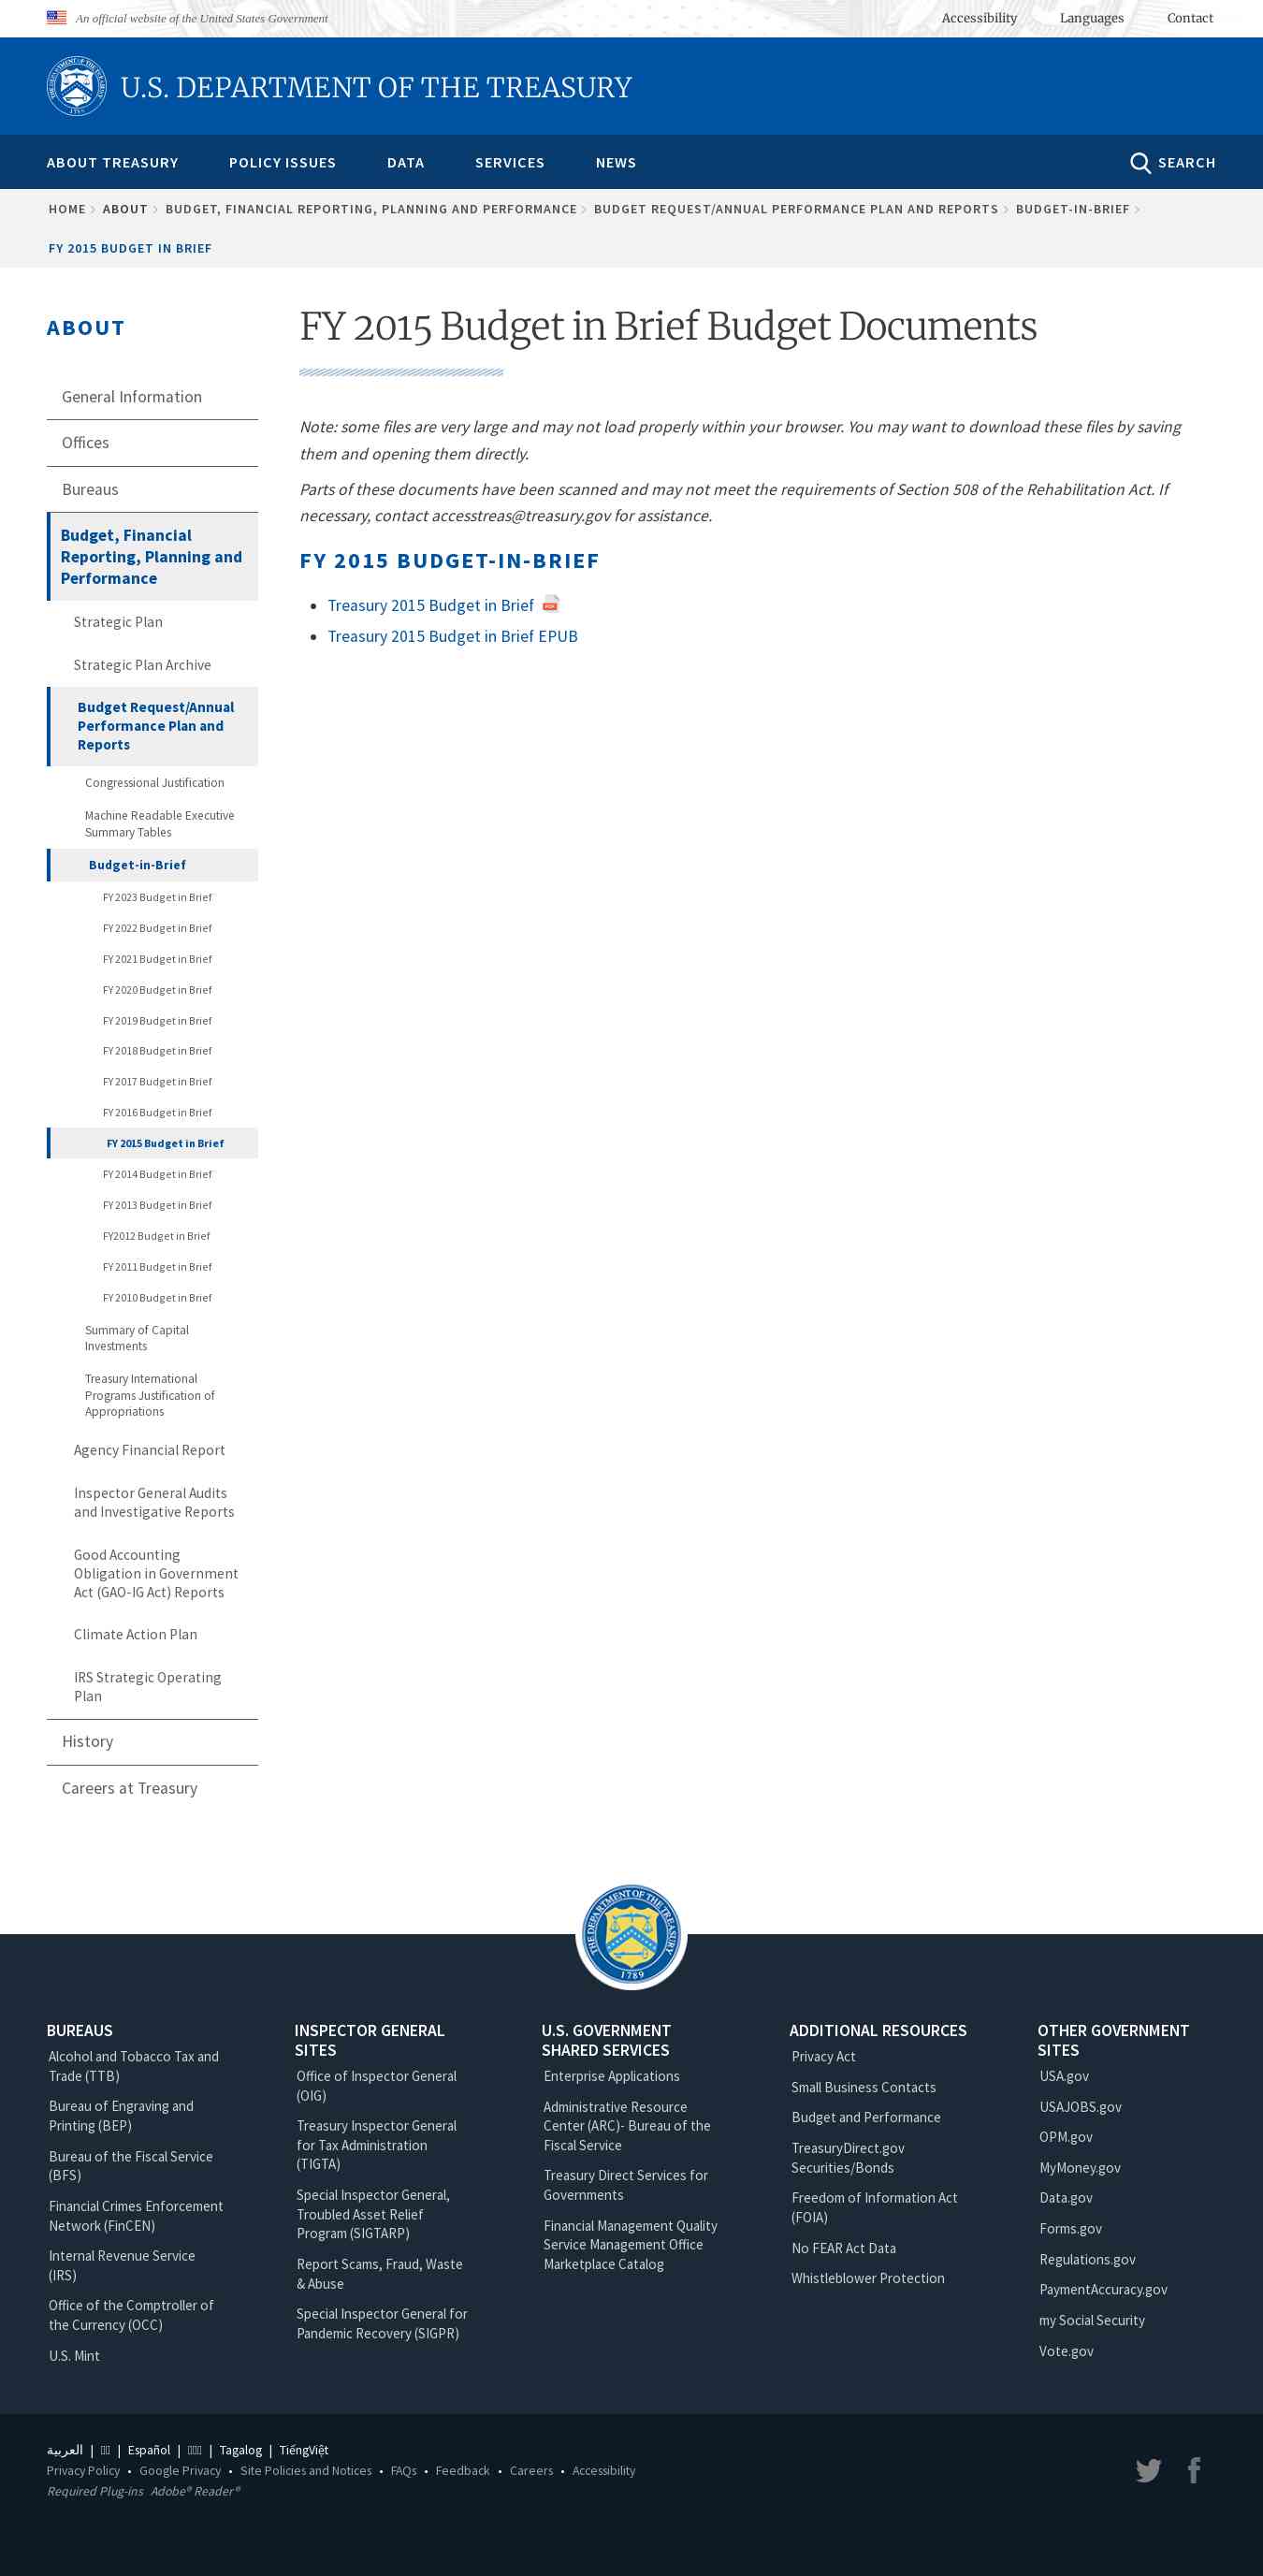 An official website of the United States Government
Accessibility Languages Contact
U.S. DEPARTMENT OF THE TREASURY
ABOUT TREASURY POLICY ISSUES DATA SERVICES NEWS SEARCH
HOME > ABOUT > BUDGET, FINANCIAL REPORTING, PLANNING AND PERFORMANCE > BUDGET REQUEST/ANNUAL PERFORMANCE PLAN AND REPORTS > BUDGET-IN-BRIEF >
FY 2015 BUDGET IN BRIEF
ABOUT
General Information
Offices
Bureaus
Budget, Financial
Reporting, Planning and
Performance
Strategic Plan
Strategic Plan Archive
Budget Request/Annual
Performance Plan and
Reports
Congressional Justification
Machine Readable Executive
Summary Tables
Budget-in-Brief
FY 2023 Budget in Brief
FY 2022 Budget in Brief
FY 2021 Budget in Brief
FY 2020 Budget in Brief
FY 2019 Budget in Brief
FY 2018 Budget in Brief
FY 2017 Budget in Brief
FY 2016 Budget in Brief
FY 2015 Budget in Brief
FY 2014 Budget in Brief
FY 2013 Budget in Brief
FY2012 Budget in Brief
FY 2011 Budget in Brief
FY 2010 Budget in Brief
Summary of Capital
Investments
Treasury International
Programs Justification of
Appropriations
Agency Financial Report
Inspector General Audits
and Investigative Reports
Good Accounting
Obligation in Government
Act (GAO-IG Act) Reports
Climate Action Plan
IRS Strategic Operating
Plan
History
Careers at Treasury
FY 2015 Budget in Brief Budget Documents
Note: some files are very large and may not load properly within your browser. You may want to download these files by saving
them and opening them directly.
Parts of these documents have been scanned and may not meet the requirements of Section 508 of the Rehabilitation Act. If
necessary, contact accesstreas@treasury.gov for assistance.
FY 2015 BUDGET-IN-BRIEF
• Treasury 2015 Budget in Brief PDF
• Treasury 2015 Budget in Brief EPUB
THE DEPARTMENT OF THE TREASURY
1789
BUREAUS
Alcohol and Tobacco Tax and
Trade (TTB)
Bureau of Engraving and
Printing (BEP)
Bureau of the Fiscal Service
(BFS)
Financial Crimes Enforcement
Network (FinCEN)
Internal Revenue Service
(IRS)
Office of the Comptroller of
the Currency (OCC)
U.S. Mint
INSPECTOR GENERAL
SITES
Office of Inspector General
(OIG)
Treasury Inspector General
for Tax Administration
(TIGTA)
Special Inspector General,
Troubled Asset Relief
Program (SIGTARP)
Report Scams, Fraud, Waste
& Abuse
Special Inspector General for
Pandemic Recovery (SIGPR)
U.S. GOVERNMENT
SHARED SERVICES
Enterprise Applications
Administrative Resource
Center (ARC)- Bureau of the
Fiscal Service
Treasury Direct Services for
Governments
Financial Management Quality
Service Management Office
Marketplace Catalog
ADDITIONAL RESOURCES
Privacy Act
Small Business Contacts
Budget and Performance
TreasuryDirect.gov
Securities/Bonds
Freedom of Information Act
(FOIA)
No FEAR Act Data
Whistleblower Protection
OTHER GOVERNMENT
SITES
USA.gov
USAJOBS.gov
OPM.gov
MyMoney.gov
Data.gov
Forms.gov
Regulations.gov
PaymentAccuracy.gov
my Social Security
Vote.gov
العربية | | Español | | Tagalog | TiếngViệt
Privacy Policy • Google Privacy • Site Policies and Notices • FAQs • Feedback • Careers • Accessibility
Required Plug-ins Adobe® Reader®